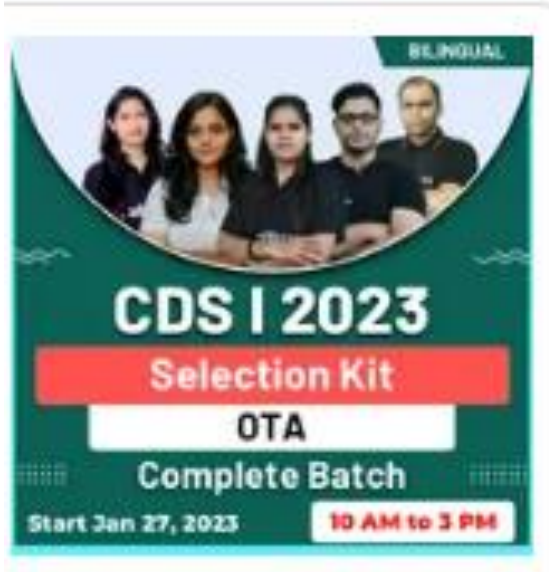 BILINGUAL
CDS I 2023
Selection Kit
OTA
Complete Batch
Start Jan 27, 2023
10 AM to 3 PM